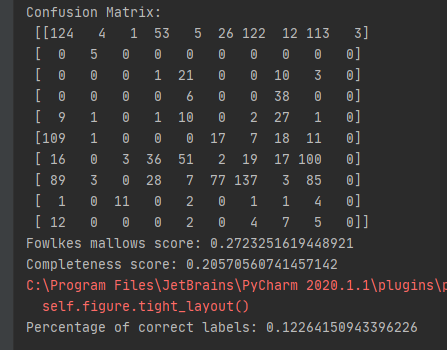 Confusion Matrix:
[[124 4 1 53 5 26 122 12 113 3]
[ 0 5 0 0 0 0 0 0 0 0]
[ 0 0 0 1 21 0 0 10 3 0]
[ 0 0 0 0 6 0 0 38 0 0]
[ 9 1 0 1 10 0 2 27 1 0]
[109 1 0 0 0 17 7 18 11 0]
[ 16 0 3 36 51 2 19 17 100 0]
[ 89 3 0 28 7 77 137 3 85 0]
[ 1 0 11 0 2 0 1 1 4 0]
[ 12 0 0 0 2 0 4 7 5 0]]
Fowlkes mallows score: 0.2723251619448921
Completeness score: 0.20570560741457142
C:\Program Files\JetBrains\PyCharm 2020.1.1\plugins\p
self.figure.tight_layout()
Percentage of correct labels: 0.12264150943396226